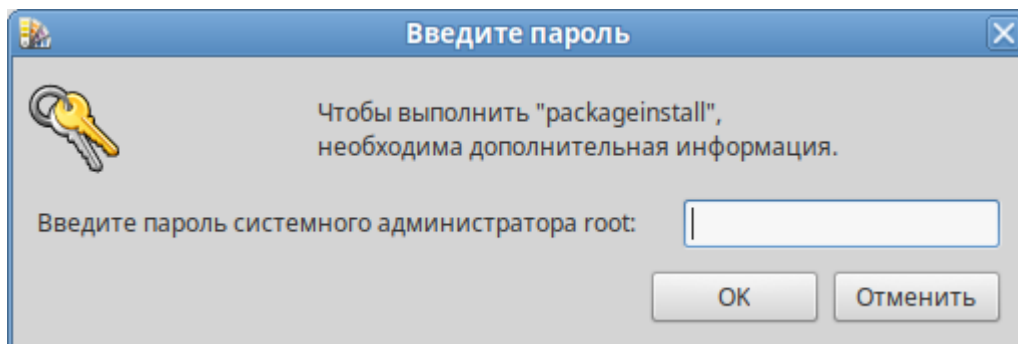 Введите пароль
Чтобы выполнить "packageinstall",
необходима дополнительная информация.
Введите пароль системного администратора root:
OK
Отменить